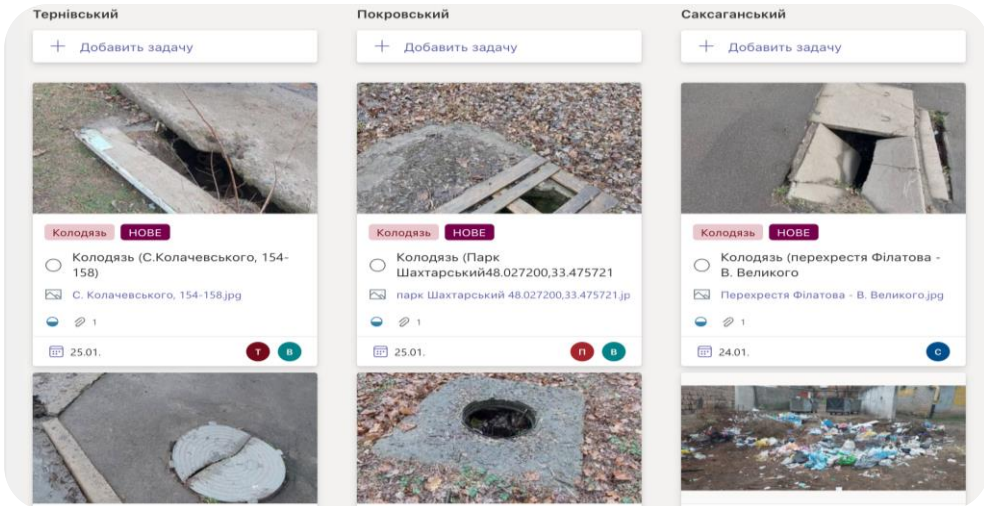 Тернівський
Добавить задачу
Колодязь НОВЕ
Колодязь (С.Колачевського, 154-
158)
С. Колачевського, 154-158.jpg
1
25.01.
Т В
Покровський
Добавить задачу
Колодязь НОВЕ
Колодязь (Парк
Шахтарський48.027200,33.475721
парк Шахтарський 48.027200,33.475721.jp
1
25.01.
П В
Саксаганський
Добавить задачу
Колодязь НОВЕ
Колодязь (перехрестя Філатова -
В. Великого
Перехрестя Філатова - В. Великого.jpg
1
24.01.
С